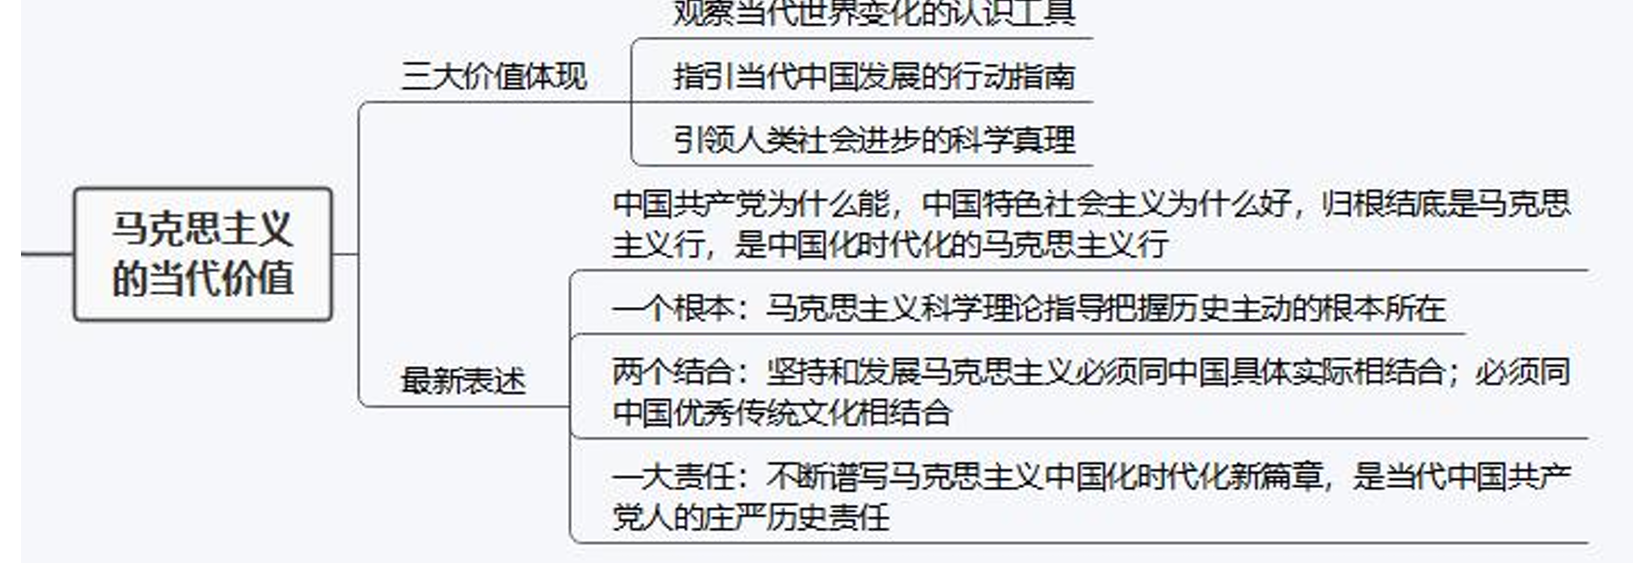 观察当代世界变化的认识工具
三大价值体现
指引当代中国发展的行动指南
引领人类社会进步的科学真理
马克思主义
的当代价值
中国共产党为什么能，中国特色社会主义为什么好，归根结底是马克思
主义行，是中国化时代化的马克思主义行
一个根本：马克思主义科学理论指导把握历史主动的根本所在
最新表述
两个结合：坚持和发展马克思主义必须同中国具体实际相结合；必须同
中国优秀传统文化相结合
一大责任：不断谱写马克思主义中国化时代化新篇章，是当代中国共产
党人的庄严历史责任